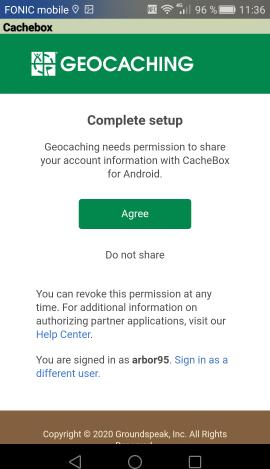 FONIC mobile 96 % 11:36
Cachebox
GEOCACHING
Complete setup
Geocaching needs permission to share
your account information with CacheBox
for Android.
Agree
Do not share
You can revoke this permission at any
time. For additional information on
authorizing partner applications, visit our
Help Center.
You are signed in as arbor95. Sign in as a
different user.
Copyright © 2020 Groundspeak, Inc. All Rights